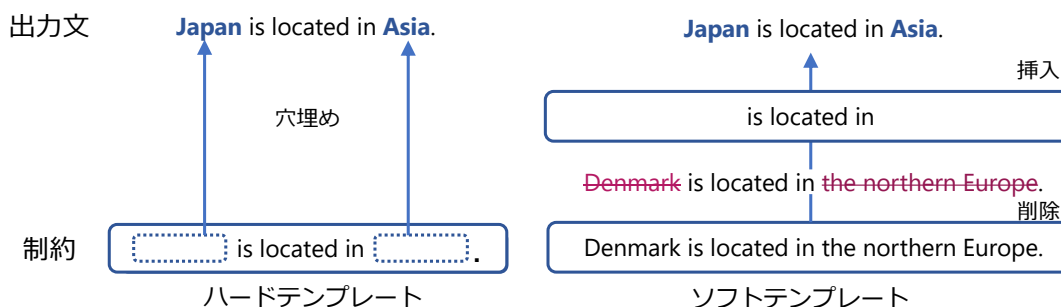 出力文
Japan is located in Asia.
穴埋め
制約
is located in .
ハードテンプレート
Japan is located in Asia.
挿入
is located in
Denmark is located in the northern Europe.
削除
Denmark is located in the northern Europe.
ソフトテンプレート